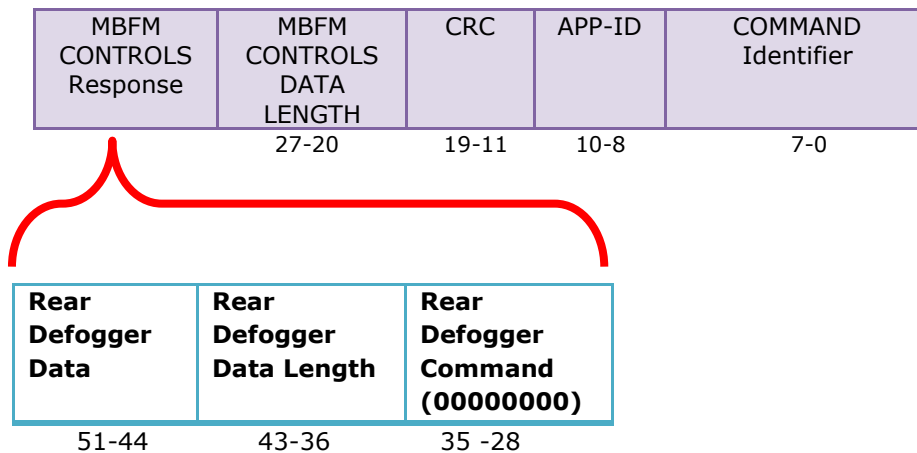 MBFM
CONTROLS
Response
MBFM
CONTROLS
DATA
LENGTH
CRC
APP-ID
COMMAND
Identifier
27-20
19-11
10-8
7-0
Rear
Defogger
Data
Rear
Defogger
Data Length
Rear
Defogger
Command
(00000000)
51-44
43-36
35 -28